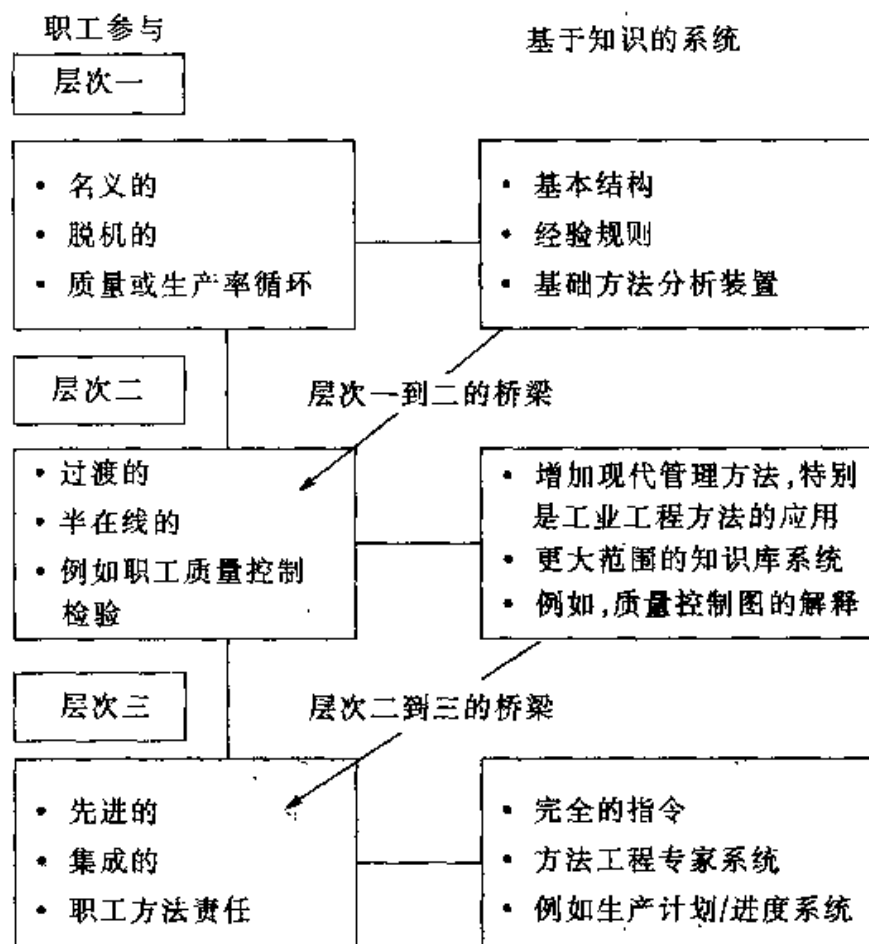 职工参与
基于知识的系统
层次一
• 名义的
• 脱机的
• 质量或生产率循环
• 基本结构
• 经验规则
• 基础方法分析装置
层次二
层次一到二的桥梁
• 过渡的
• 半在线的
• 例如职工质量控制
检验
• 增加现代管理方法,特别
是工业工程方法的应用
• 更大范围的知识库系统
• 例如,质量控制图的解释
层次三
层次二到三的桥梁
• 先进的
• 集成的
• 职工方法责任
• 完全的指令
• 方法工程专家系统
• 例如生产计划/进度系统